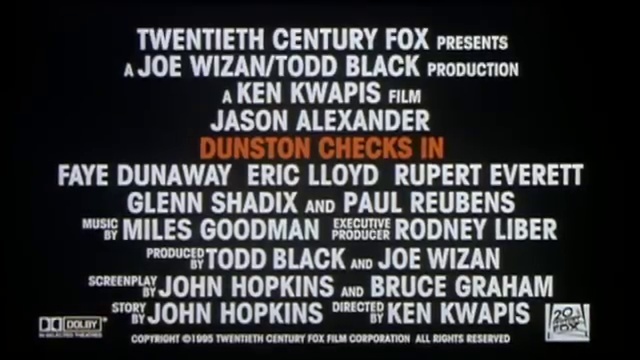 TWENTIETH CENTURY FOX PRESENTS
A JOE WIZAN/TODD BLACK PRODUCTION
A KEN KWAPIS FILM
JASON ALEXANDER
DUNSTON CHECKS IN
FAYE DUNAWAY ERIC LLOYD RUPERT EVERETT
GLENN SHADIX AND PAUL REUBENS
MUSIC BY MILES GOODMAN EXECUTIVE PRODUCER RODNEY LIBER
PRODUCED BY TODD BLACK AND JOE WIZAN
SCREENPLAY BY JOHN HOPKINS AND BRUCE GRAHAM
STORY BY JOHN HOPKINS DIRECTED BY KEN KWAPIS
DOLBY
IN SELECTED THEATRES
20TH CENTURY FOX
COPYRIGHT ©1995 TWENTIETH CENTURY FOX FILM CORPORATION ALL RIGHTS RESERVED